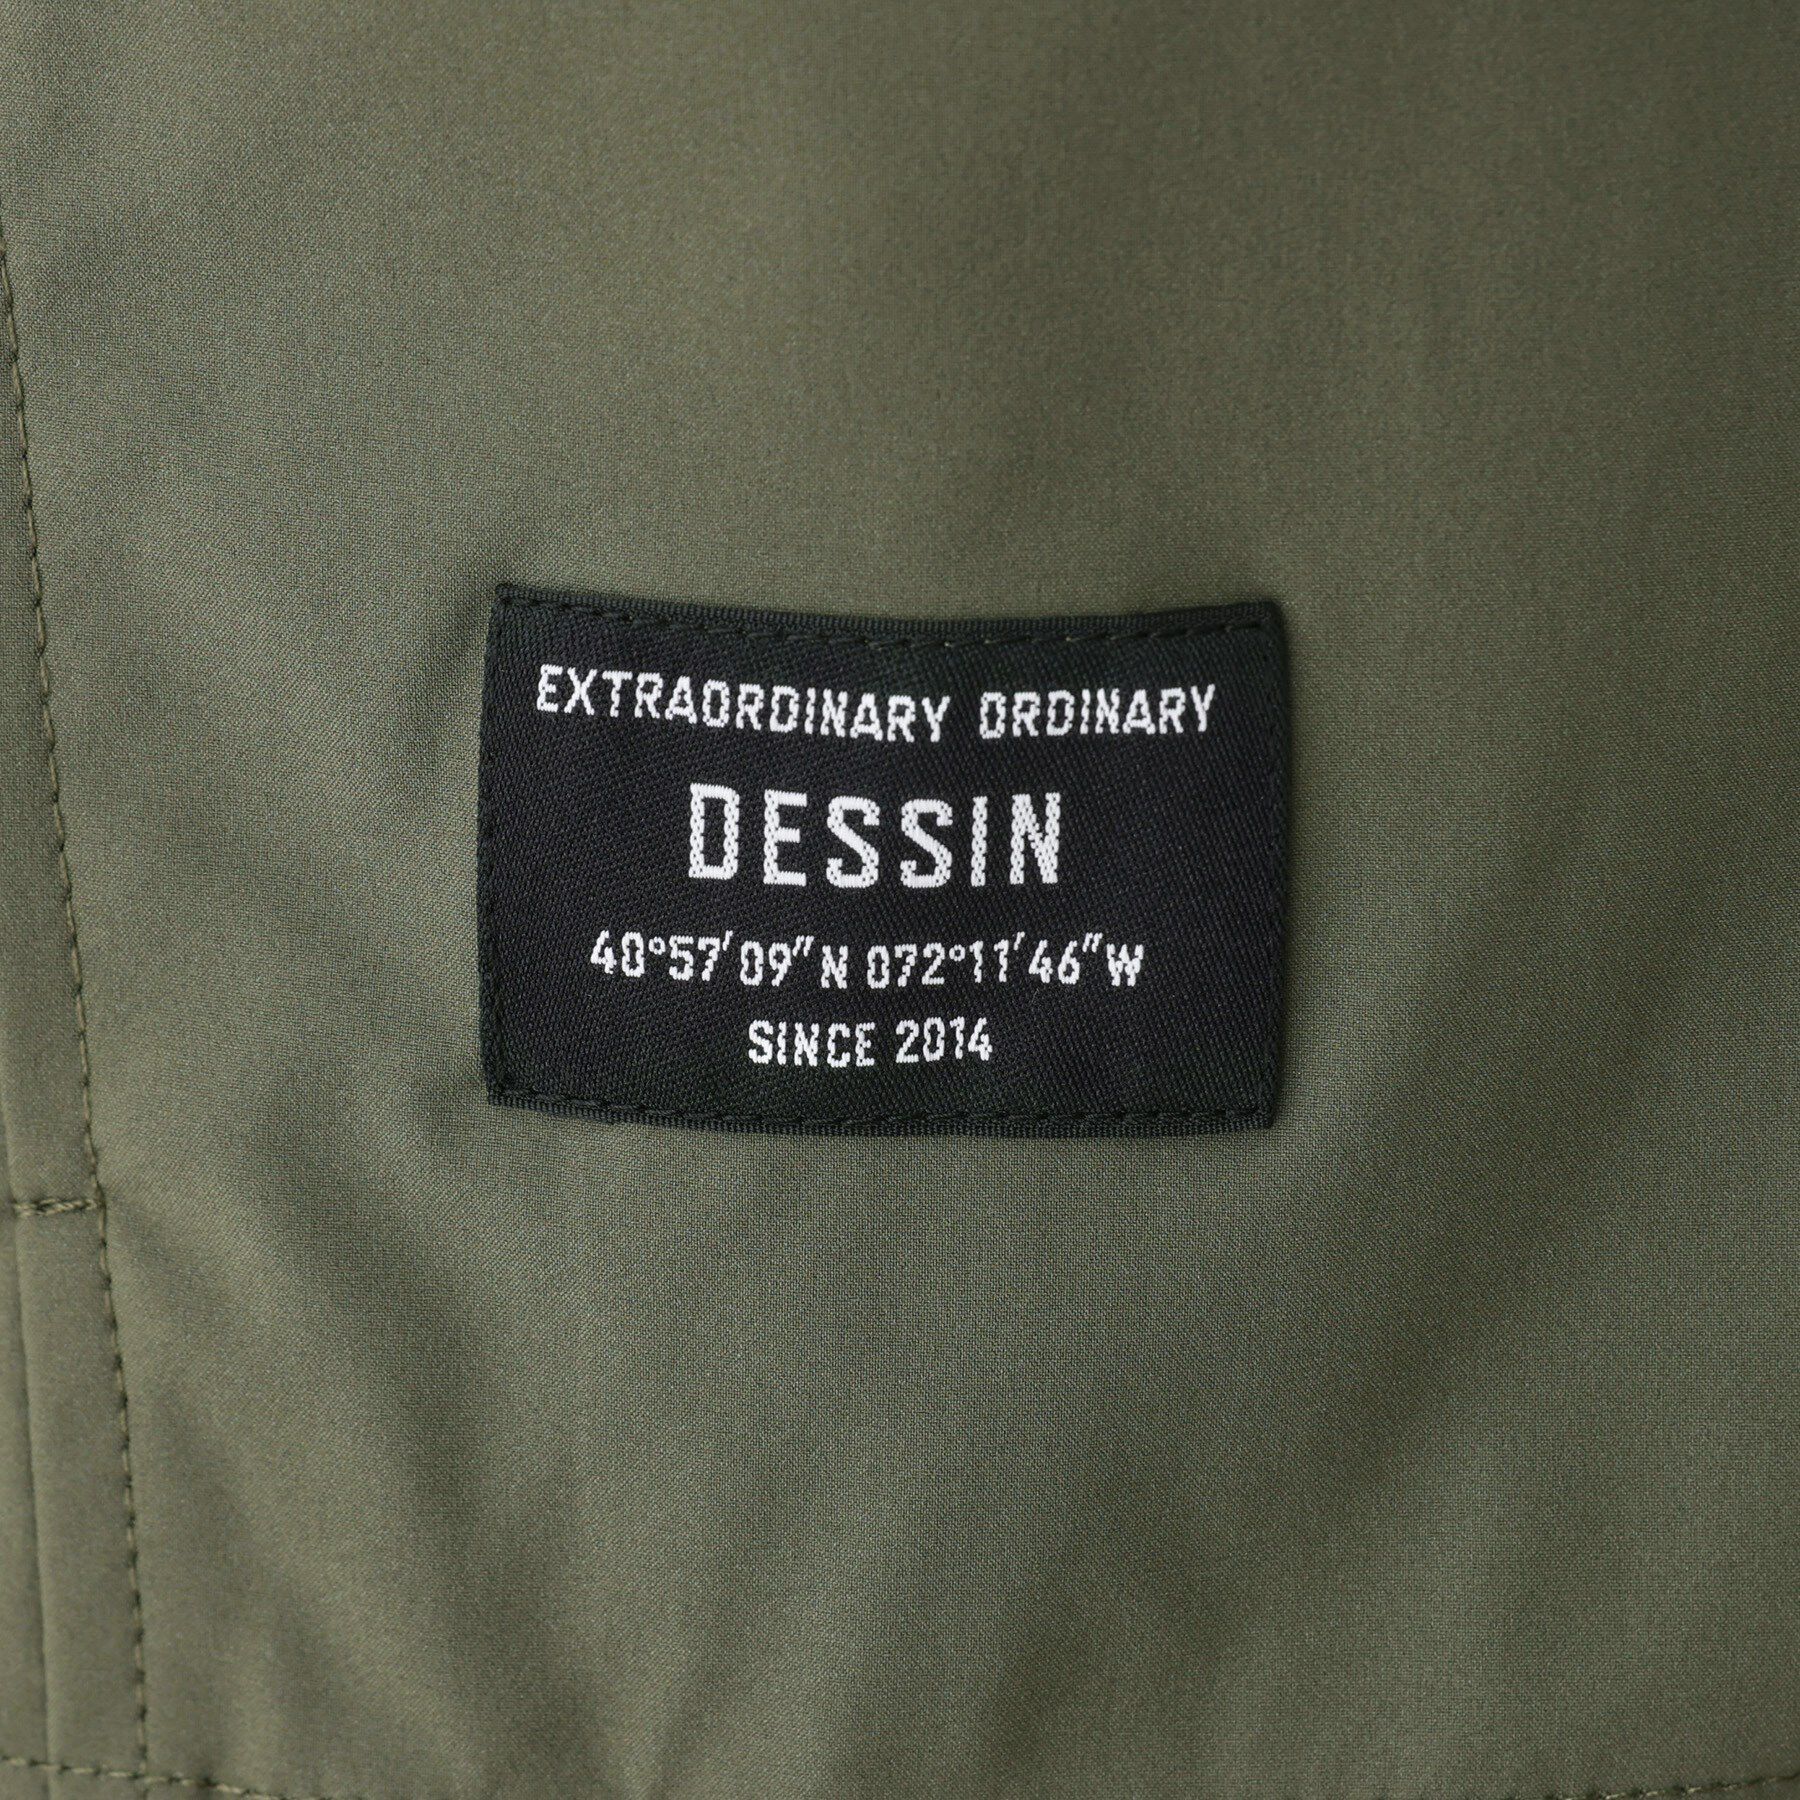 EXTRAORDINARY ORDINARY
DESSIN
40°57′09″N 072°11′46″W
SINCE 2014